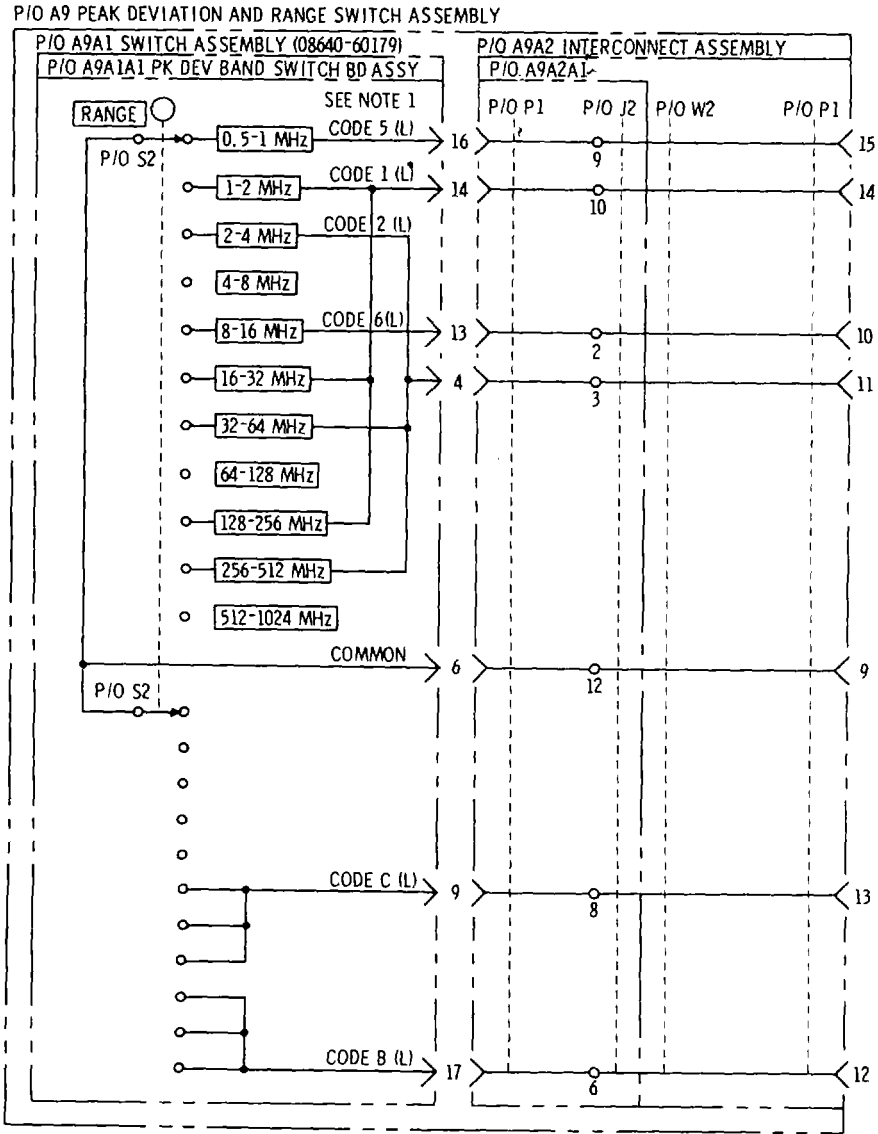 P/O A9 PEAK DEVIATION AND RANGE SWITCH ASSEMBLY
P/O A9A1 SWITCH ASSEMBLY (08640-60179)
P/O A9A2 INTERCONNECT ASSEMBLY
P/O A9A1A1 PK DEV BAND SWITCH BD ASSY
P/O A9A2A1
SEE NOTE 1
P/O P1 P/O J2 P/O W2 P/O P1
RANGE
P/O S2
0.5-1 MHz CODE 5 (L) 16 9 15
1-2 MHz CODE 1 (L) 14 10 14
2-4 MHz CODE 2 (L)
4-8 MHz
8-16 MHz CODE 6(L) 13 2 10
16-32 MHz 4 3 11
32-64 MHz
64-128 MHz
128-256 MHz
256-512 MHz
512-1024 MHz
COMMON 6 12 9
P/O S2
CODE C (L) 9 8 13
CODE B (L) 17 6 12